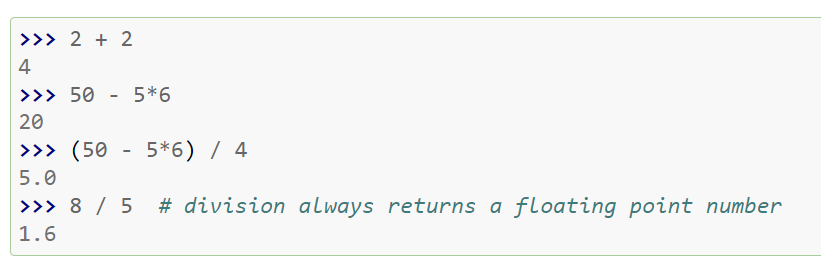 >>> 2 + 2
4
>>> 50 - 5*6
20
>>> (50 - 5*6) / 4
5.0
>>> 8 / 5  # division always returns a floating point number
1.6